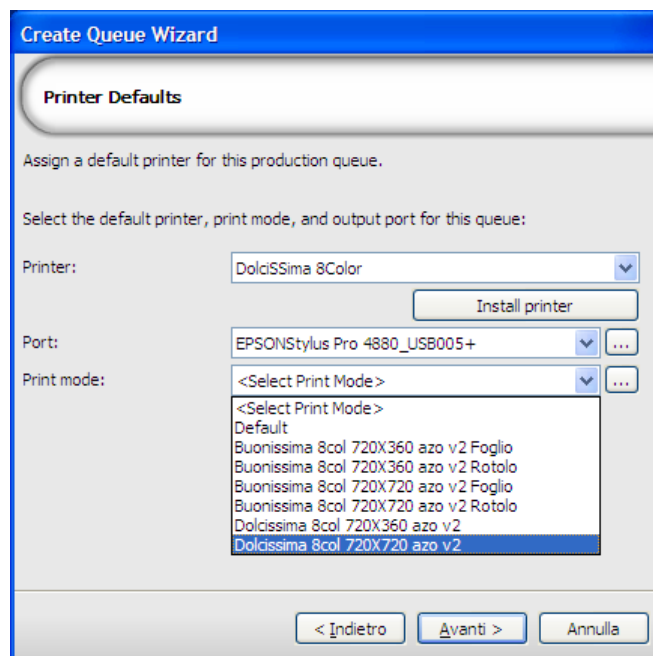 Create Queue Wizard
Printer Defaults
Assign a default printer for this production queue.
Select the default printer, print mode, and output port for this queue:
Printer: DolciSSima 8Color
Install printer
Port: EPSONStylus Pro 4880_USB005+ ...
Print mode: <Select Print Mode> ...
<Select Print Mode>
Default
Buonissima 8col 720X360 azo v2 Foglio
Buonissima 8col 720X360 azo v2 Rotolo
Buonissima 8col 720X720 azo v2 Foglio
Buonissima 8col 720X720 azo v2 Rotolo
Dolcissima 8col 720X360 azo v2
Dolcissima 8col 720X720 azo v2
< Indietro Avanti > Annulla